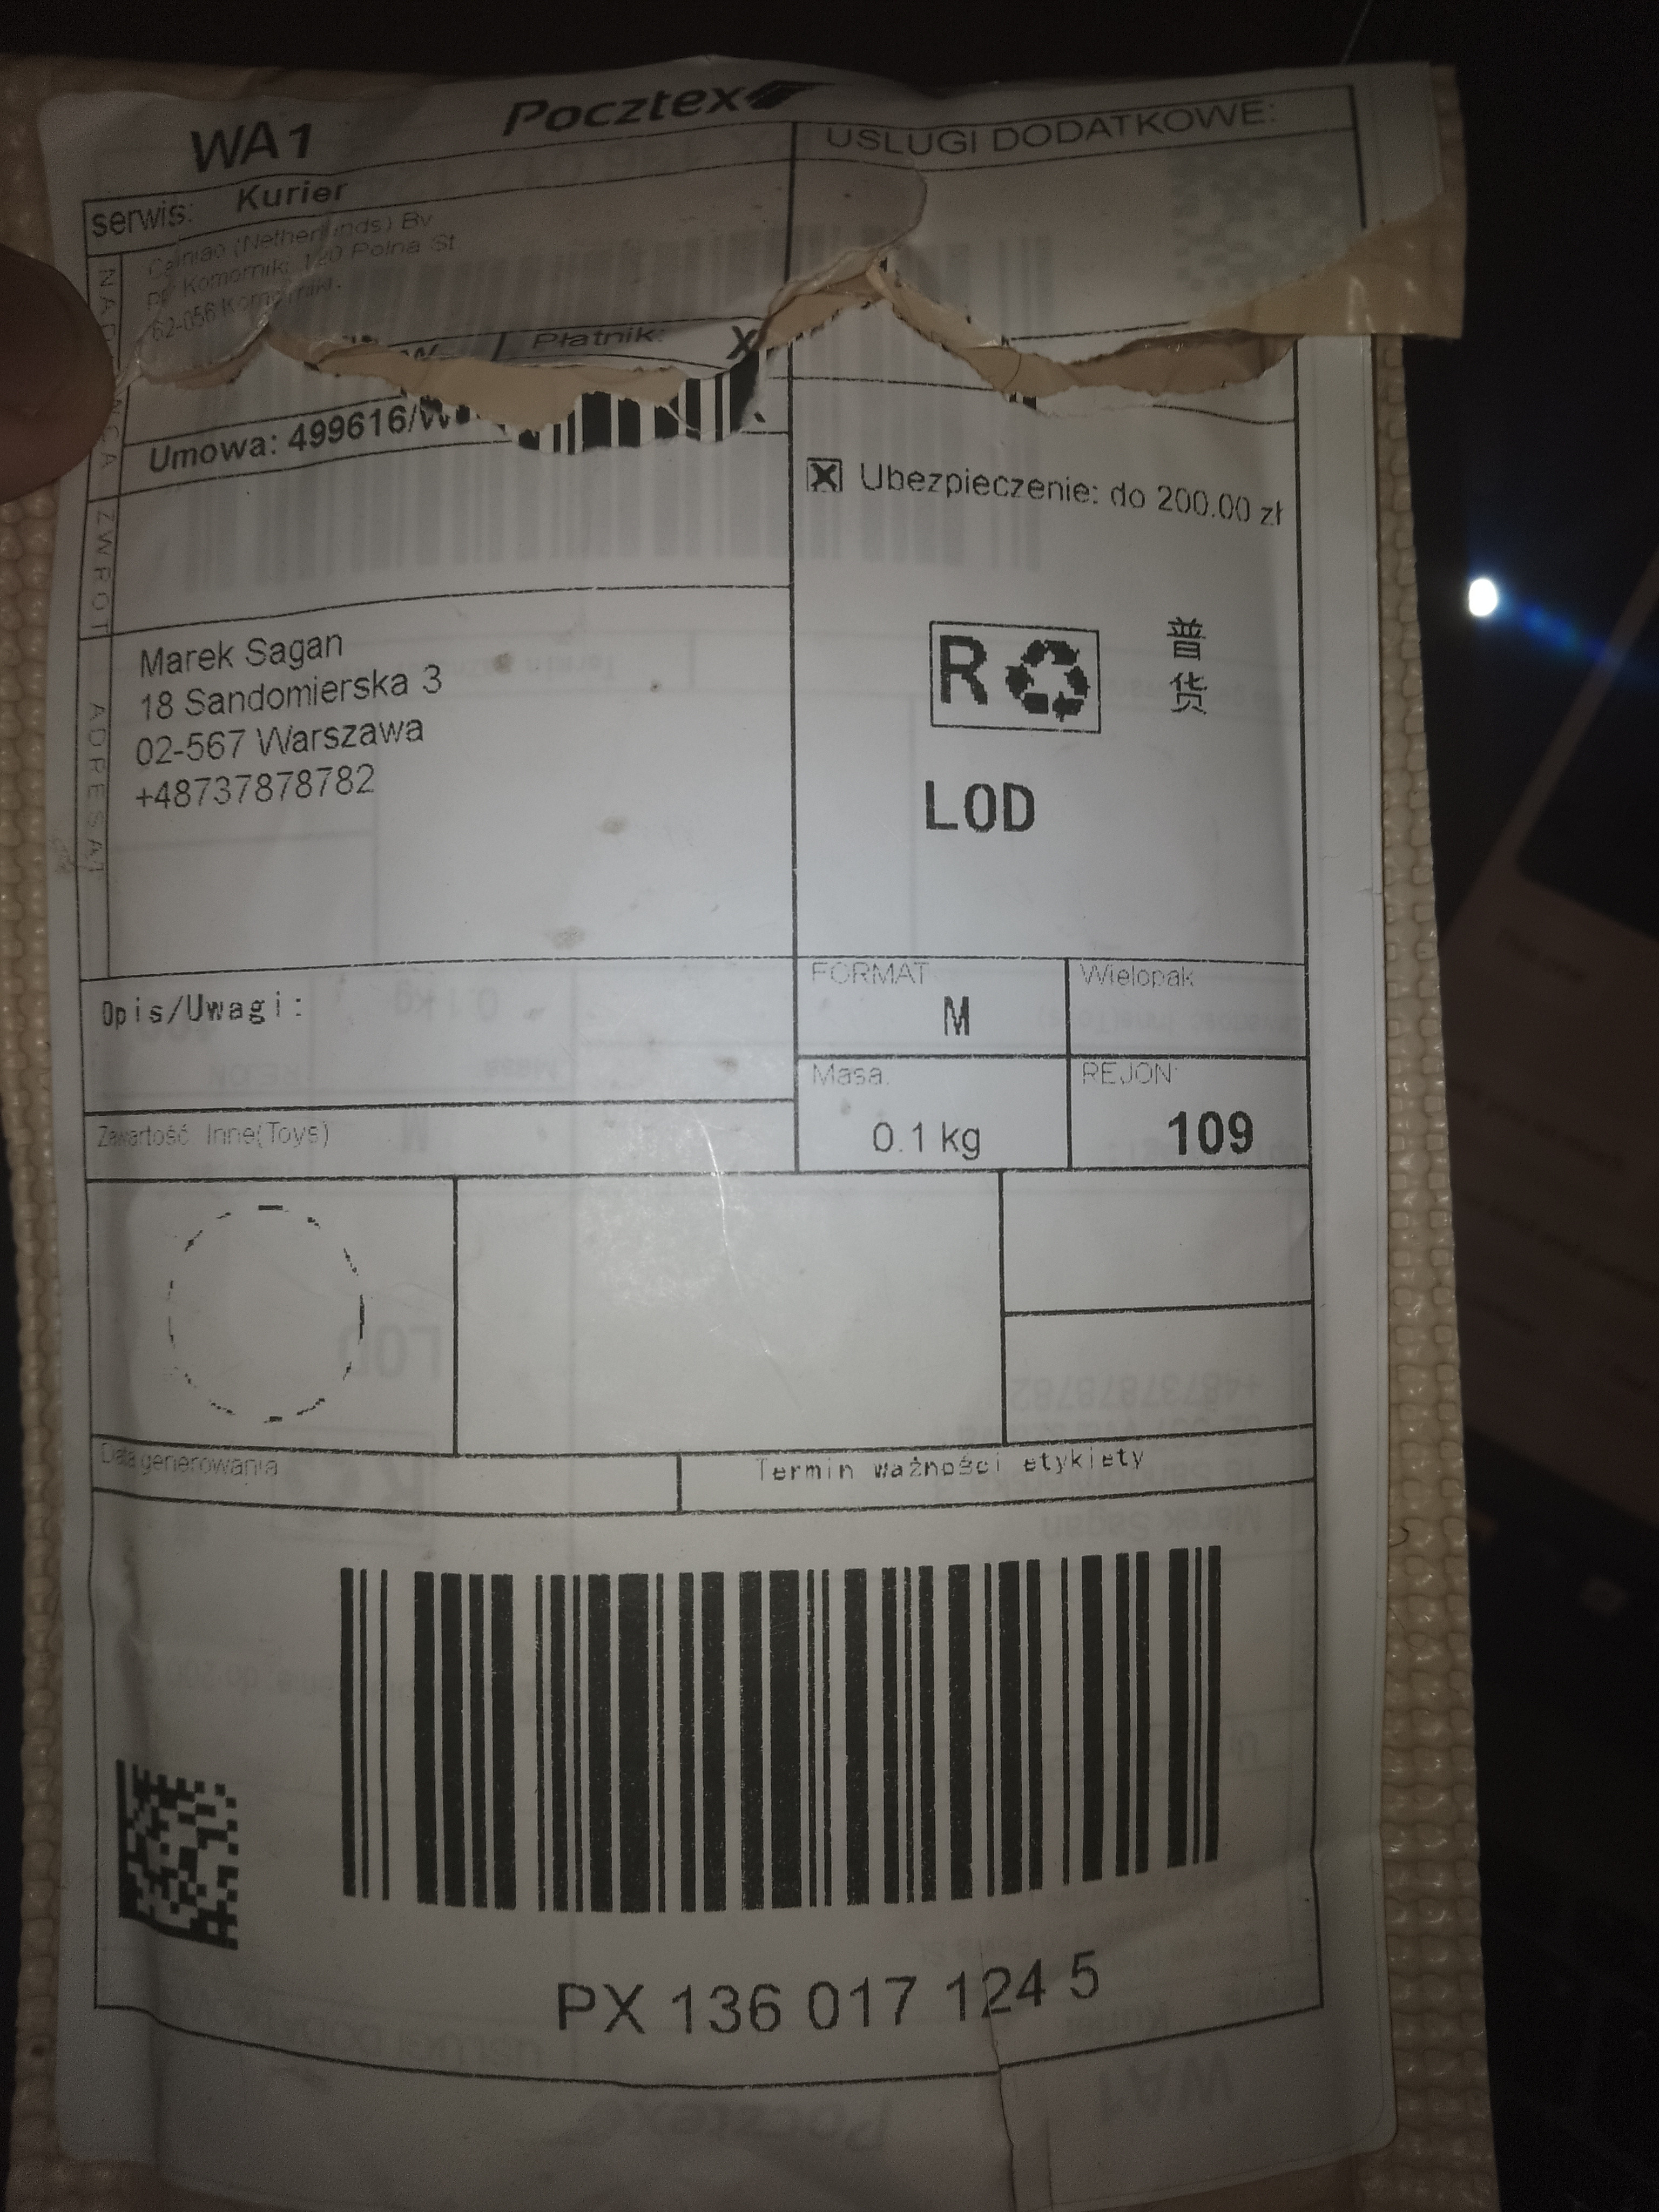 WA1
Pocztex
USLUGI DODATKOWE:
serwis: Kurier
Cainiao (Netherlands) Bv
Komorniki 120 Polna St
62-056 Komorniki
NADAWCA
Płatnik: X
Umowa: 499616/W
ZWROT
X Ubezpieczenie: do 200.00 zł
ADRESAT
Marek Sagan
18 Sandomierska 3
02-567 Warszawa
+48737878782
R
普
货
LOD
Opis/Uwagi:
FORMAT
M
Wielopak
Masa:
0.1 kg
REJON:
109
Zawartość Inne(Toys)
Data generowania
Termin ważności etykiety
PX 136 017 124 5